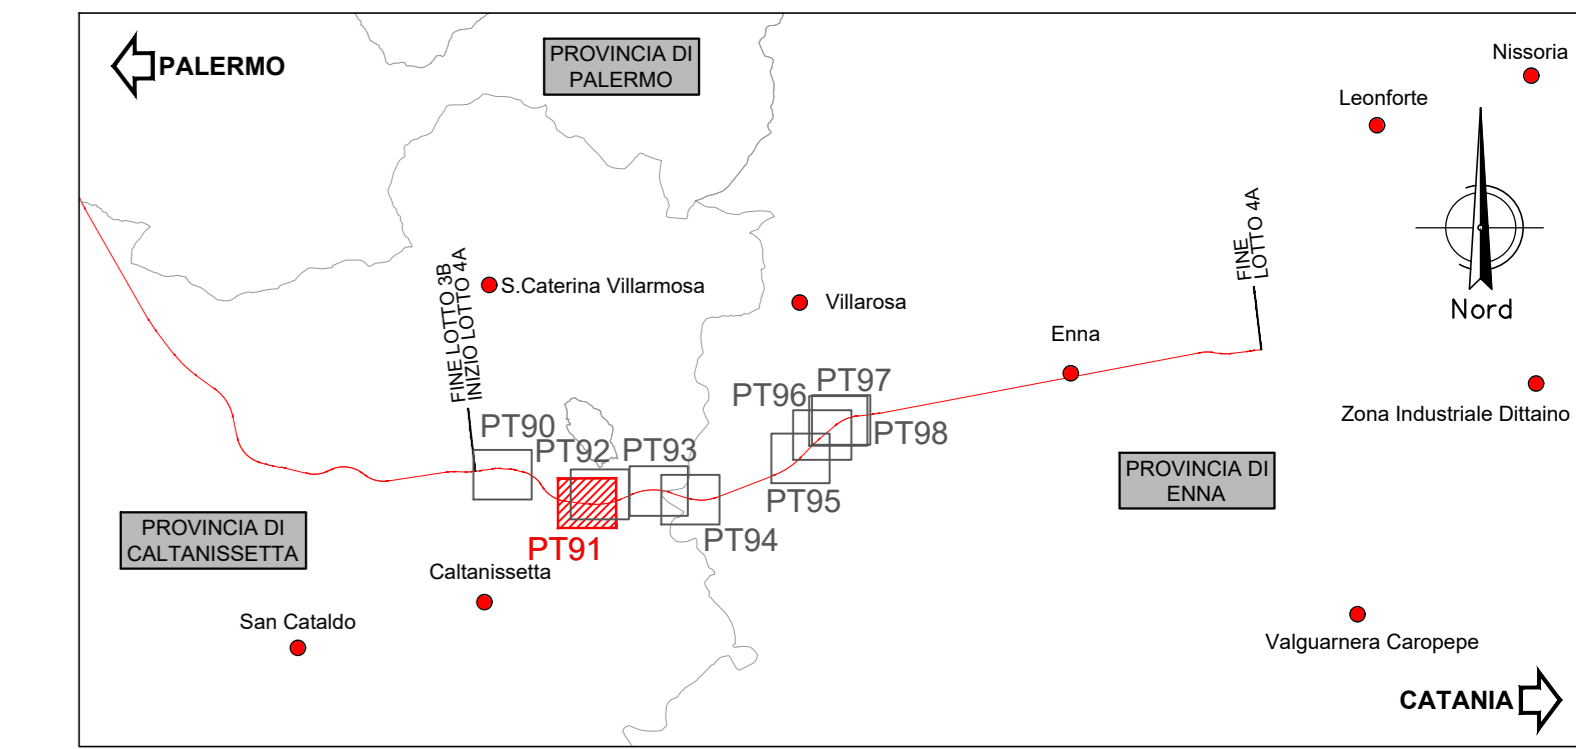 PALERMO
PROVINCIA DI
PALERMO
Nissoria
Leonforte
Nord
FINE
LOTTO 4A
FINE LOTTO 3B
INIZIO LOTTO 4A
S.Caterina Villarmosa
Villarosa
Enna
Zona Industriale Dittaino
PT90
PT92
PT93
PT96
PT97
PT98
PT95
PT94
PT91
PROVINCIA DI
ENNA
PROVINCIA DI
CALTANISSETTA
Caltanissetta
San Cataldo
Valguarnera Caropepe
CATANIA